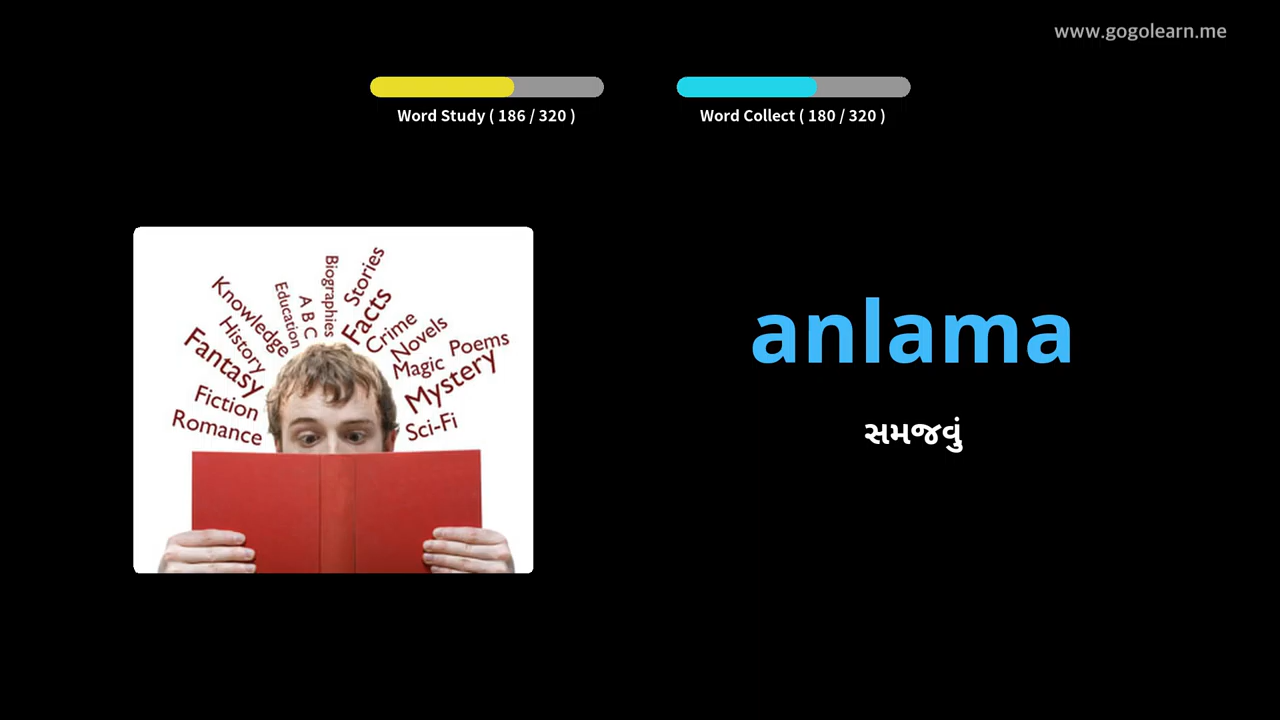 www.gogolearn.me
Word Study ( 186 / 320 )
Word Collect ( 180 / 320 )
Knowledge
Education
A B C
Biographies
Stories
Facts
Crime
Novels
Poems
Magic
Mystery
Sci-Fi
History
Fantasy
Fiction
Romance
anlama
સમજવું